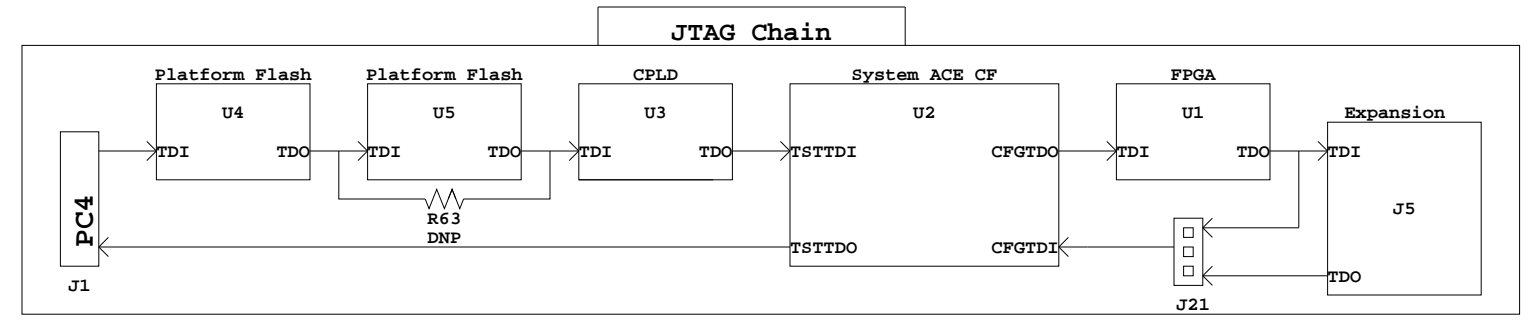 JTAG Chain
Platform Flash
Platform Flash
CPLD
System ACE CF
FPGA
U4
U5
U3
U2
U1
Expansion
TDI
TDO
TDI
TDO
TDI
TDO
TSTTDI
CFGTDO
TDI
TDO
TDI
PC4
R63
DNP
J5
TSTTDO
CFGTDI
TDO
J1
J21